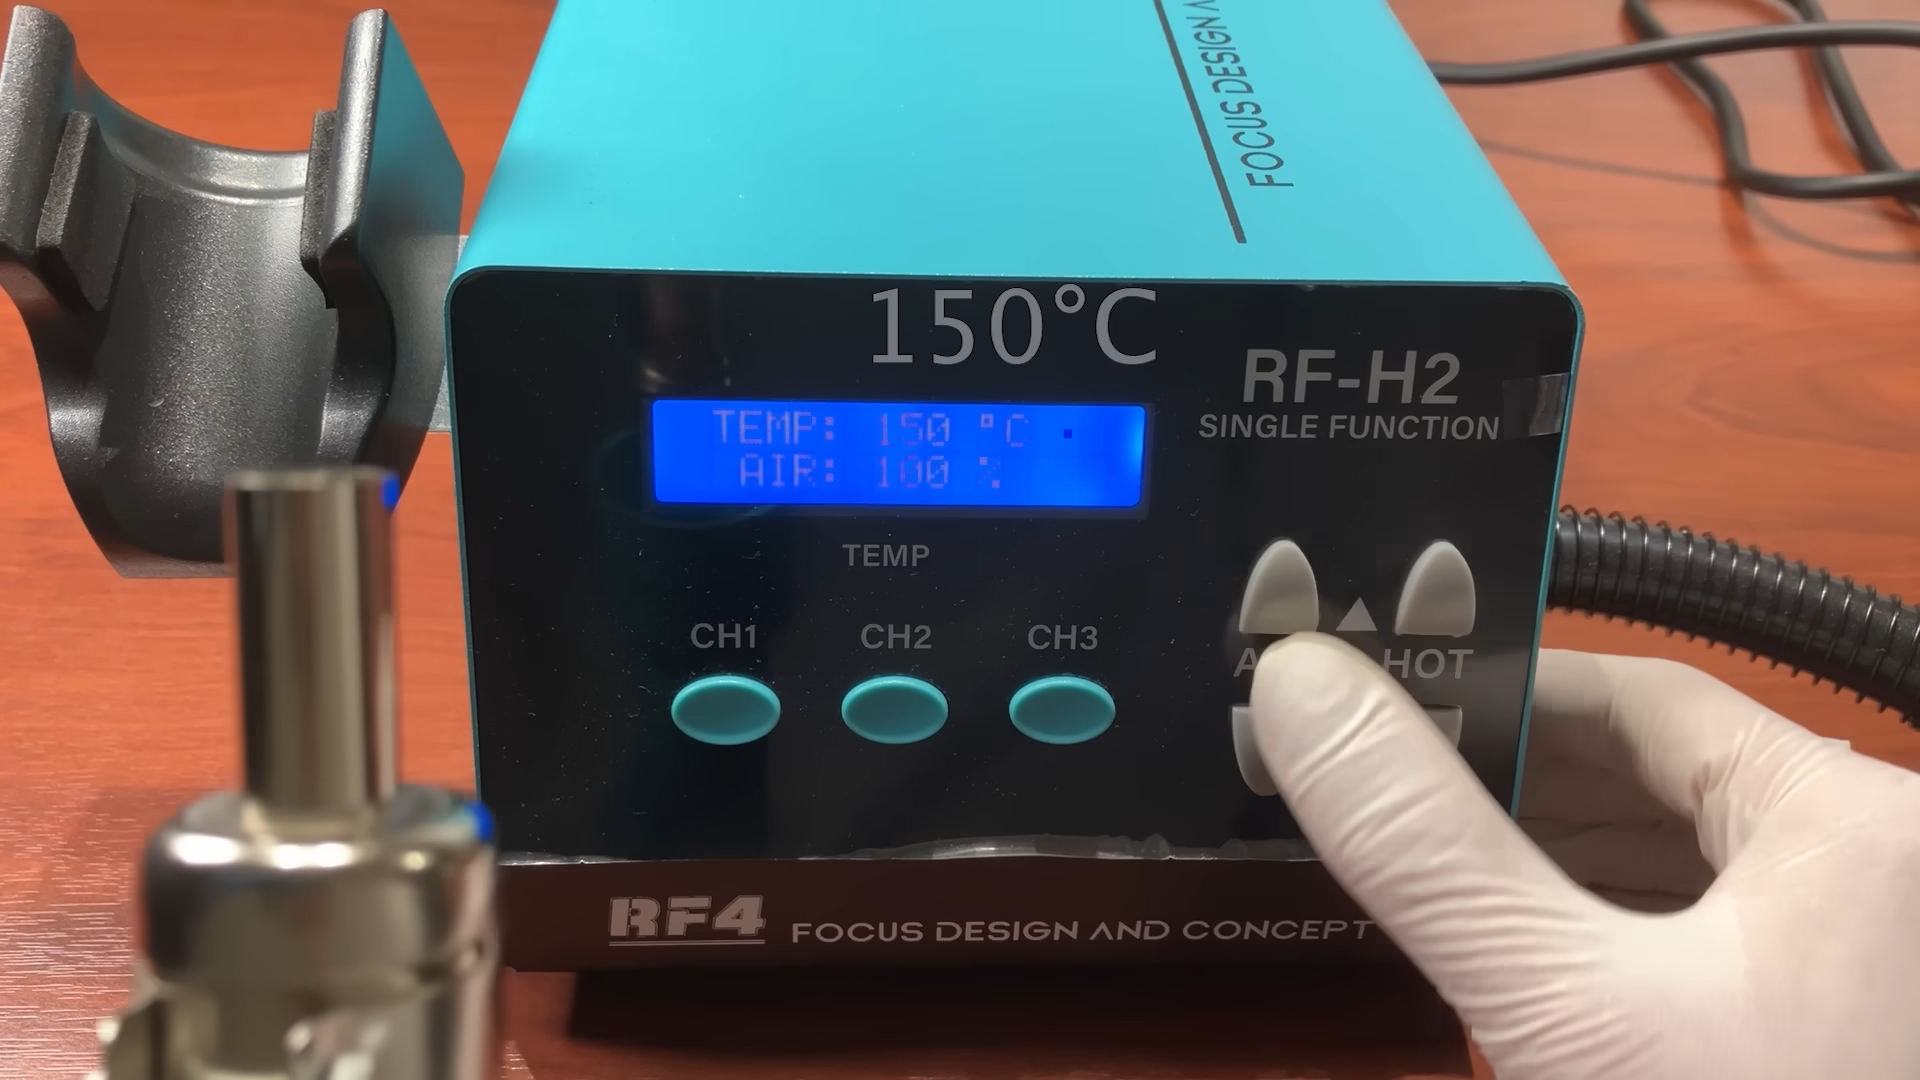 FOCUS DESIGN
150°C
RF-H2
SINGLE FUNCTION
TEMP: 150 °C
AIR: 100 %
TEMP
CH1 CH2 CH3
HOT
RF4 FOCUS DESIGN AND CONCEPT